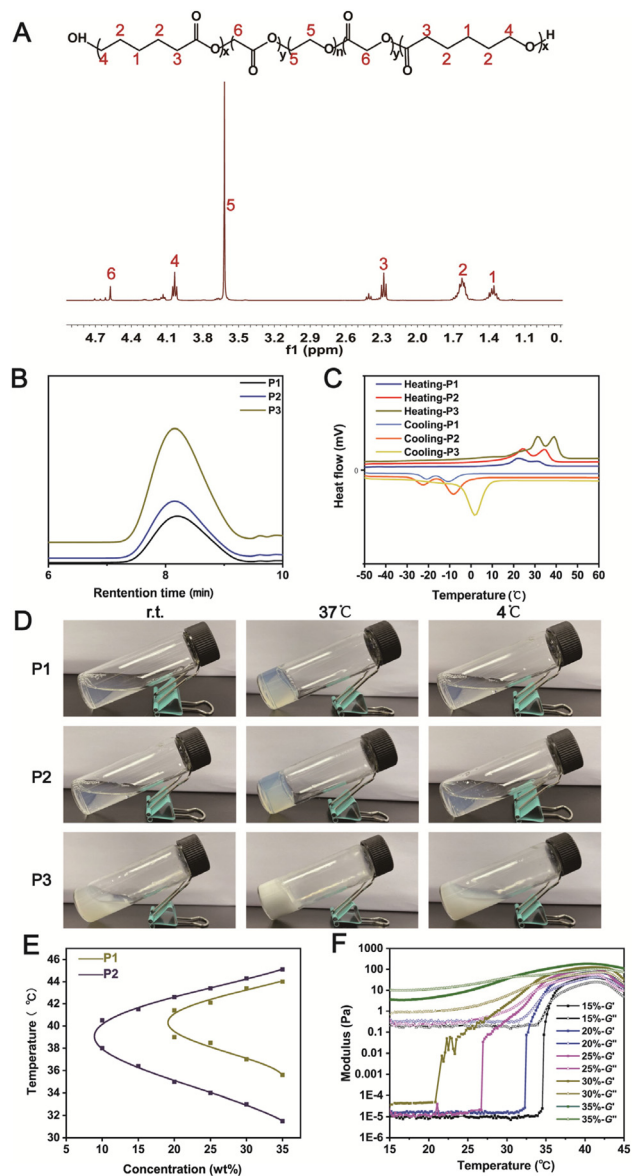 A
OH 4 2 1 2 3 O O x 6 O y 5 5 O n O 6 O y O 3 2 1 2 4 O x H
5
6 4 3 2 1
4.7 4.1 3.8 3.5 3.2 2.9 2.6 2.3 2.0 1.7 1.4 1.1 0.
f1 (ppm)
B
P1
P2
P3
6 8 10
Rentention time (min)
C
Heating-P1
Heating-P2
Heating-P3
Cooling-P1
Cooling-P2
Cooling-P3
Heat flow (mV)
0
-50 -40 -30 -20 -10 0 10 20 30 40 50 60
Temperature (℃)
D
r.t. 37℃ 4℃
P1
P2
P3
E
P1
P2
Temperature (℃)
46
44
42
40
38
36
34
32
30
5 10 15 20 25 30 35
Concentration (wt%)
F
Modulus (Pa)
1000
100
10
1
0.1
0.01
0.001
1E-4
1E-5
1E-6
15 20 25 30 35 40 45
Temperature (℃)
15%-G'
15%-G"
20%-G'
20%-G"
25%-G'
25%-G"
30%-G'
30%-G"
35%-G'
35%-G"